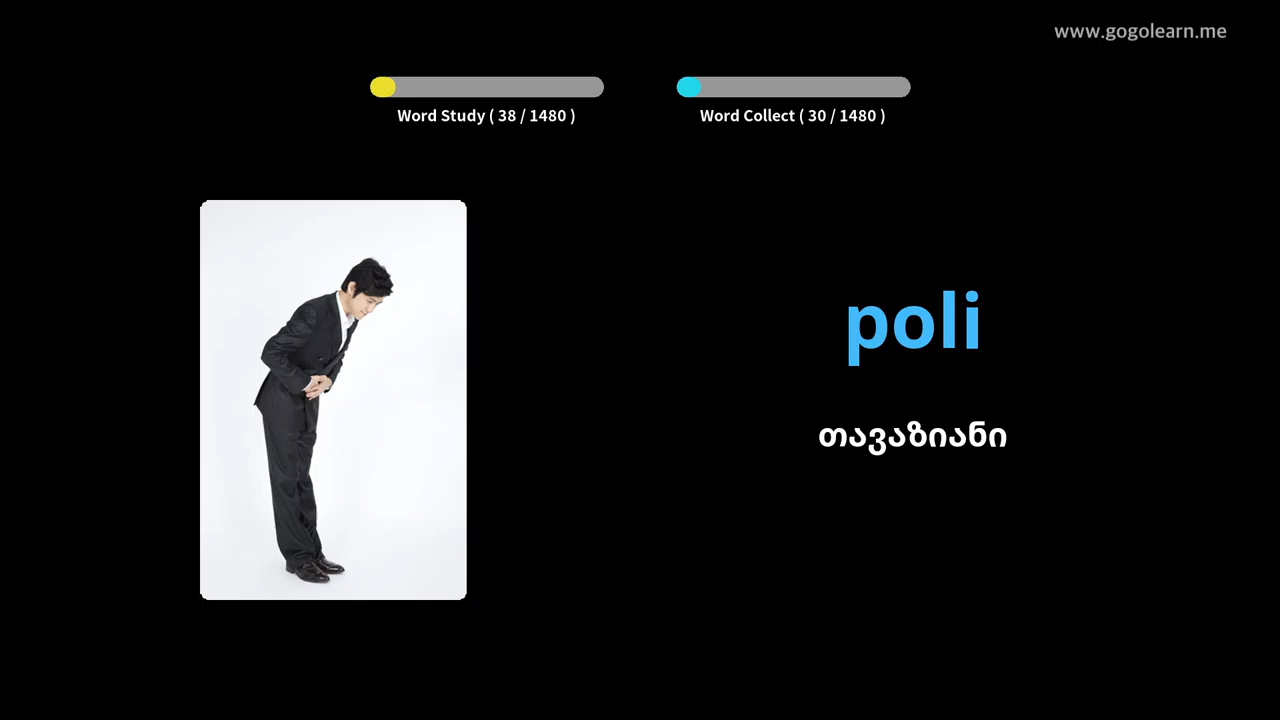 www.gogolearn.me
Word Study ( 38 / 1480 )
Word Collect ( 30 / 1480 )
poli
თავაზიანი